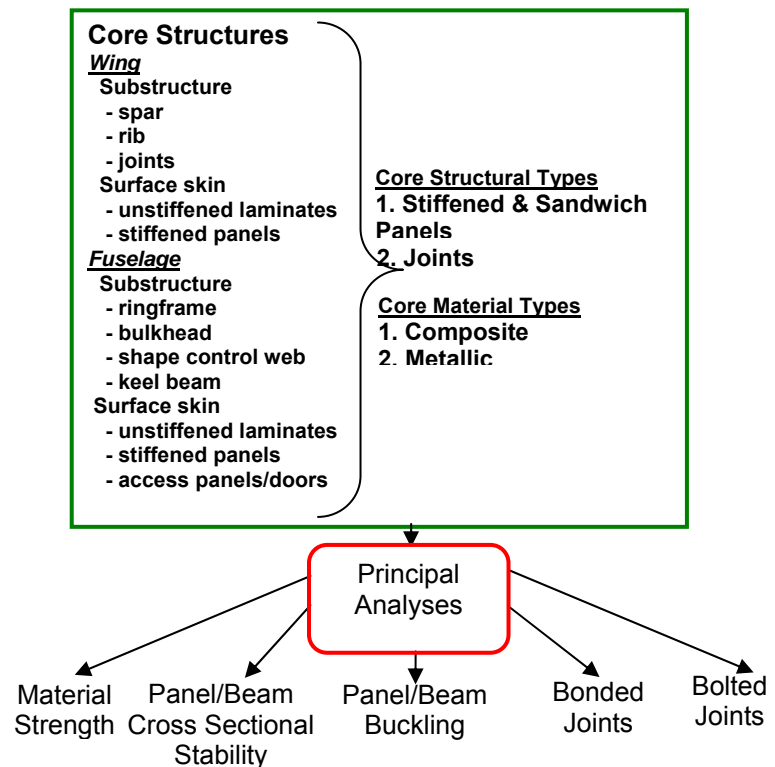 Core Structures
Wing
Substructure
- spar
- rib
- joints
Surface skin
- unstiffened laminates
- stiffened panels
Fuselage
Substructure
- ringframe
- bulkhead
- shape control web
- keel beam
Surface skin
- unstiffened laminates
- stiffened panels
- access panels/doors
Core Structural Types
1. Stiffened & Sandwich
Panels
2. Joints
Core Material Types
1. Composite
2. Metallic
Principal
Analyses
Material
Strength
Panel/Beam
Cross Sectional
Stability
Panel/Beam
Buckling
Bonded
Joints
Bolted
Joints